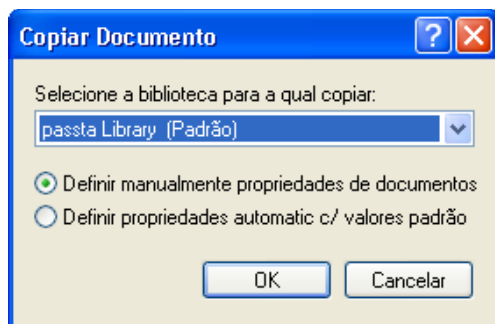 Copiar Documento
Selecione a biblioteca para a qual copiar:
passta Library (Padrão)
Definir manualmente propriedades de documentos
Definir propriedades automatic c/ valores padrão
OK Cancelar